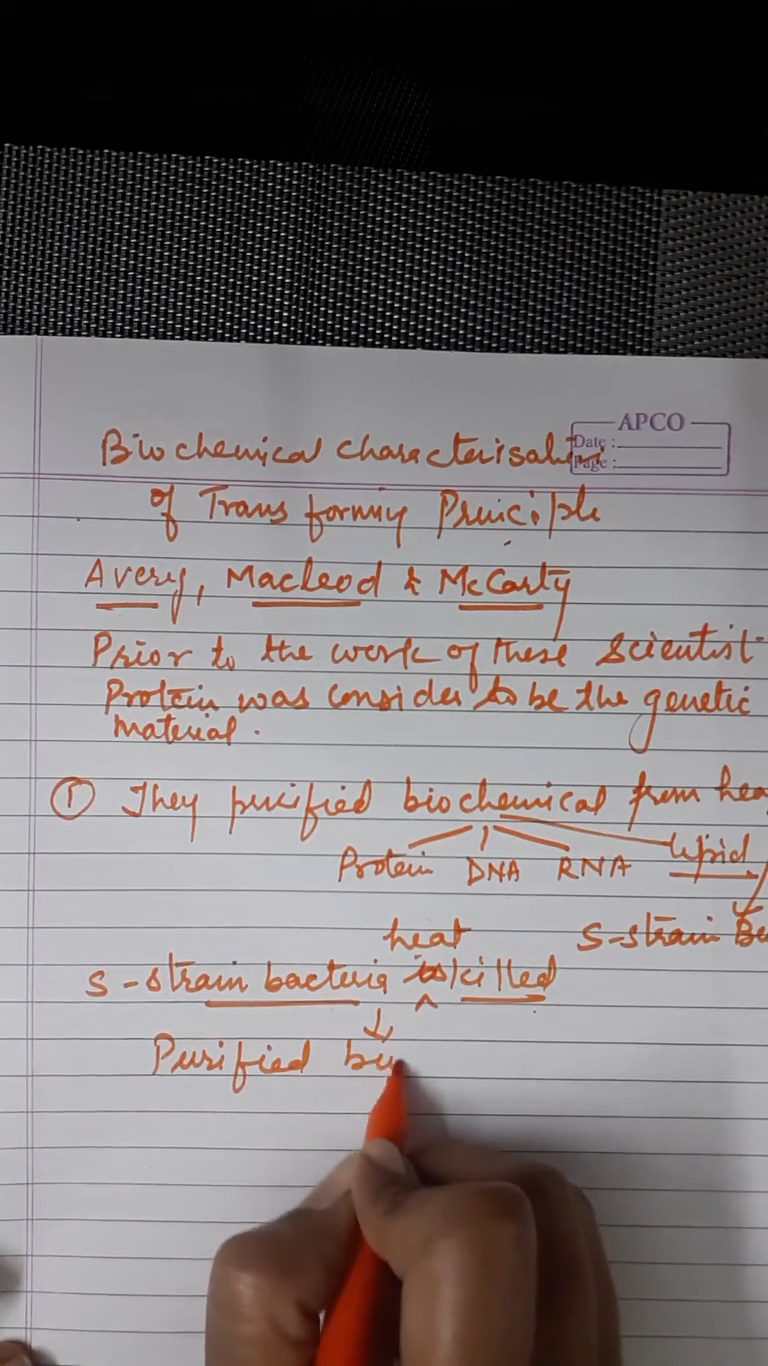 APCO
Date :
Page :
Biochemical characterisation
of Transforming Principle
Avery, Macleod & McCarty
Prior to the work of these scientist
Protein was consider to be the genetic
material.
① They purified biochemical from hea
Protein DNA RNA lipid
S-strain Ba
heat
S-strain bacteria is killed
↓
Purified bi